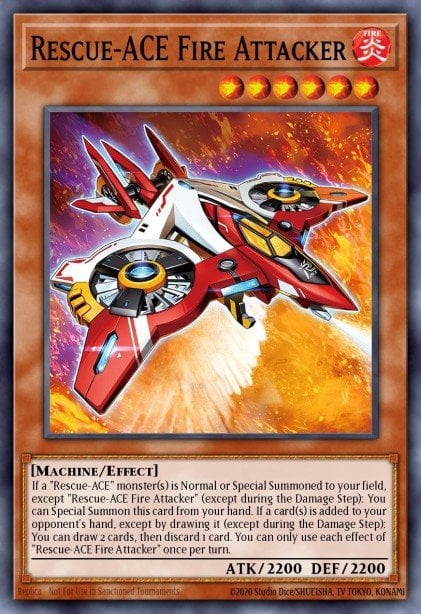 Rescue-ACE Fire Attacker
FIRE
炎
[Machine/Effect]
If a "Rescue-ACE" monster(s) is Normal or Special Summoned to your field,
except "Rescue-ACE Fire Attacker" (except during the Damage Step): You
can Special Summon this card from your hand. If a card(s) is added to your
opponent's hand, except by drawing it (except during the Damage Step):
You can draw 2 cards, then discard 1 card. You can only use each effect of
"Rescue-ACE Fire Attacker" once per turn.
ATK/2200 DEF/2200
Replica - Not For Use in Sanctioned Tournaments
©2020 Studio Dice/SHUEISHA, TV TOKYO, KONAMI